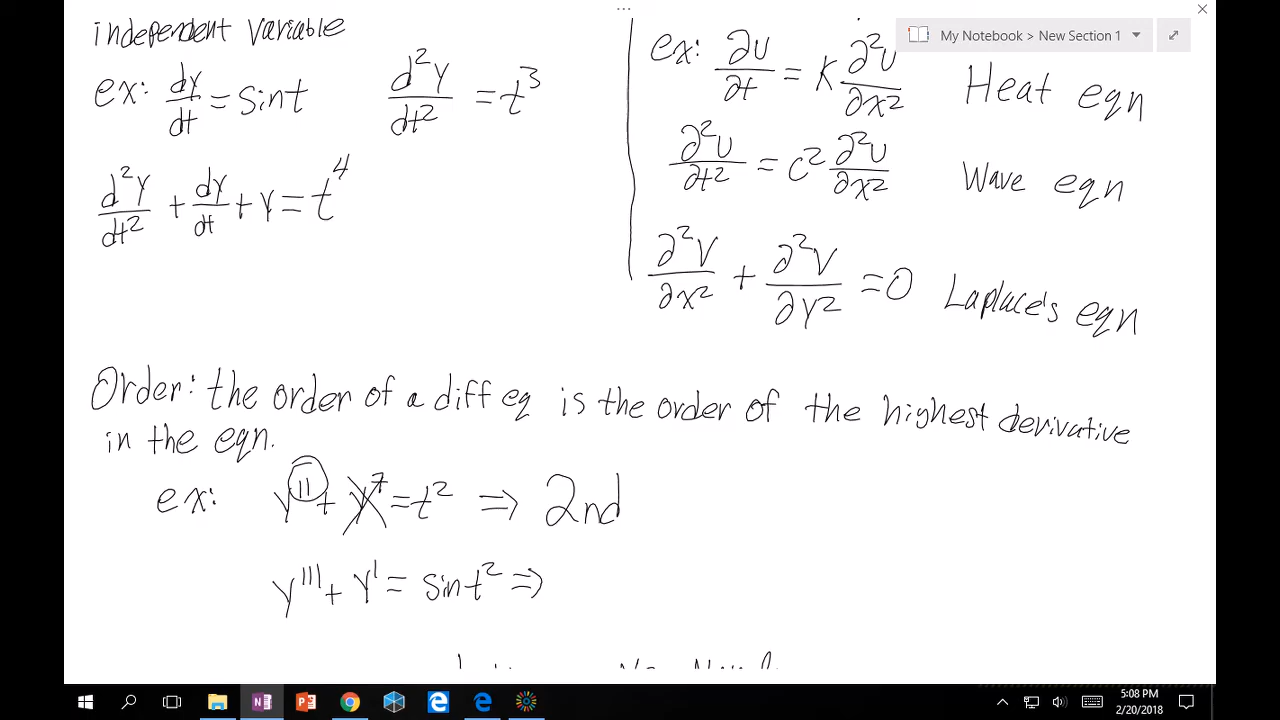 independent variable
ex: dy/dt = sin t    d²y/dt² = t³
d²y/dt² + dy/dt + y = t⁴
ex: ∂u/∂t = K ∂²u/∂x²    Heat eqn
∂²u/∂t² = c² ∂²u/∂x²    Wave eqn
∂²V/∂x² + ∂²V/∂y² = 0    Laplace's eqn
Order: the order of a diff eq is the order of the highest derivative
in the eqn.
ex: y'' + y⁷ = t² ⇒ 2nd
y''' + y' = sin t² ⇒
My Notebook > New Section 1
5:08 PM
2/20/2018